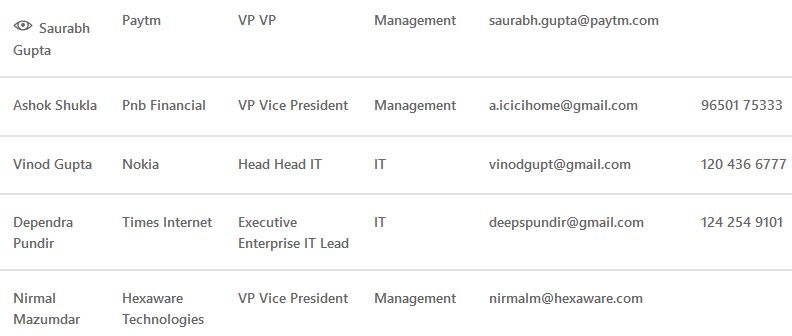 Saurabh Gupta Paytm VP VP Management saurabh.gupta@paytm.com
Ashok Shukla Pnb Financial VP Vice President Management a.icicihome@gmail.com 96501 75333
Vinod Gupta Nokia Head Head IT IT vinodgupt@gmail.com 120 436 6777
Dependra Pundir Times Internet Executive Enterprise IT Lead IT deepspundir@gmail.com 124 254 9101
Nirmal Mazumdar Hexaware Technologies VP Vice President Management nirmalm@hexaware.com